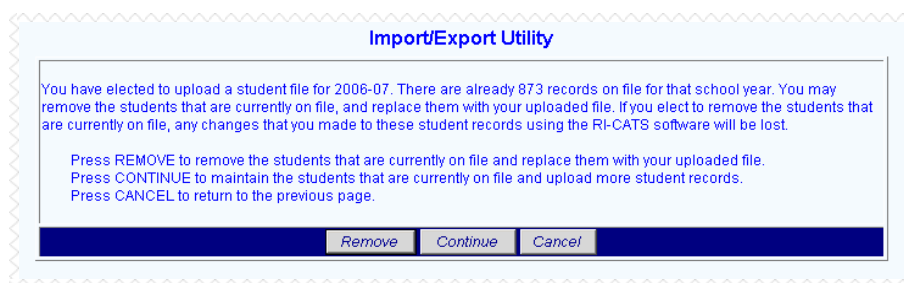 Import/Export Utility
You have elected to upload a student file for 2006-07. There are already 873 records on file for that school year. You may
remove the students that are currently on file, and replace them with your uploaded file. If you elect to remove the students that
are currently on file, any changes that you made to these student records using the RI-CATS software will be lost.
Press REMOVE to remove the students that are currently on file and replace them with your uploaded file.
Press CONTINUE to maintain the students that are currently on file and upload more student records.
Press CANCEL to return to the previous page.
Remove Continue Cancel